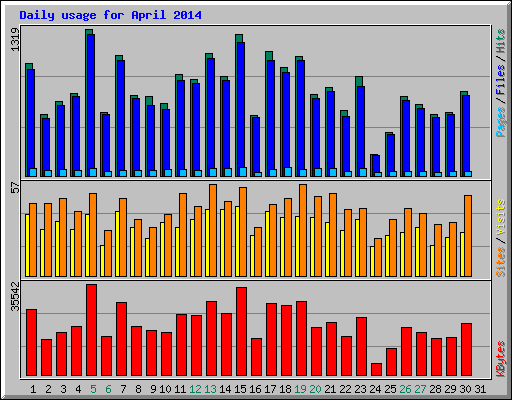 Daily usage for April 2014
1319
Pages / Files / Hits
57
Sites / Visits
35542
KBytes
1 2 3 4 5 6 7 8 9 10 11 12 13 14 15 16 17 18 19 20 21 22 23 24 25 26 27 28 29 30 31